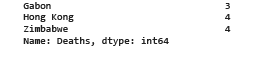 Gabon 3
Hong Kong 4
Zimbabwe 4
Name: Deaths, dtype: int64